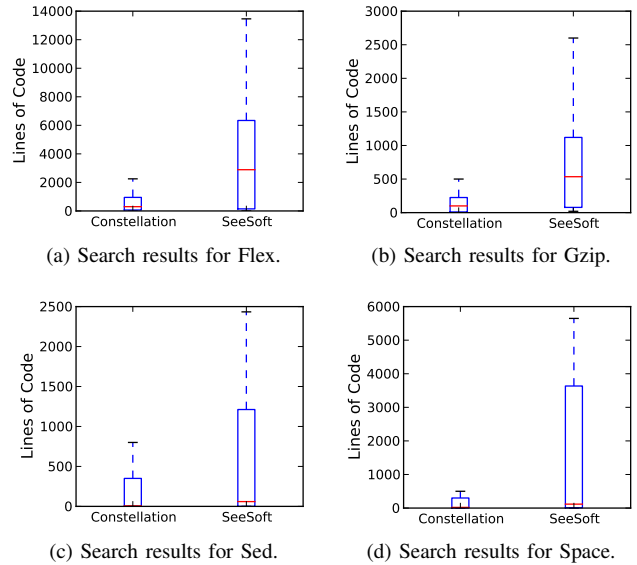 14000
12000
10000
8000
6000
4000
2000
0
Lines of Code
Constellation
SeeSoft
(a) Search results for Flex.
3000
2500
2000
1500
1000
500
0
Lines of Code
Constellation
SeeSoft
(b) Search results for Gzip.
2500
2000
1500
1000
500
0
Lines of Code
Constellation
SeeSoft
(c) Search results for Sed.
6000
5000
4000
3000
2000
1000
0
Lines of Code
Constellation
SeeSoft
(d) Search results for Space.